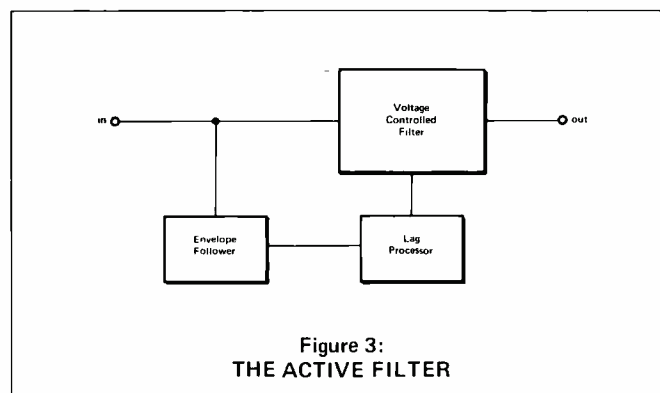 Voltage
Controlled
Filter
in
out
Envelope
Follower
Lag
Processor
Figure 3:
THE ACTIVE FILTER